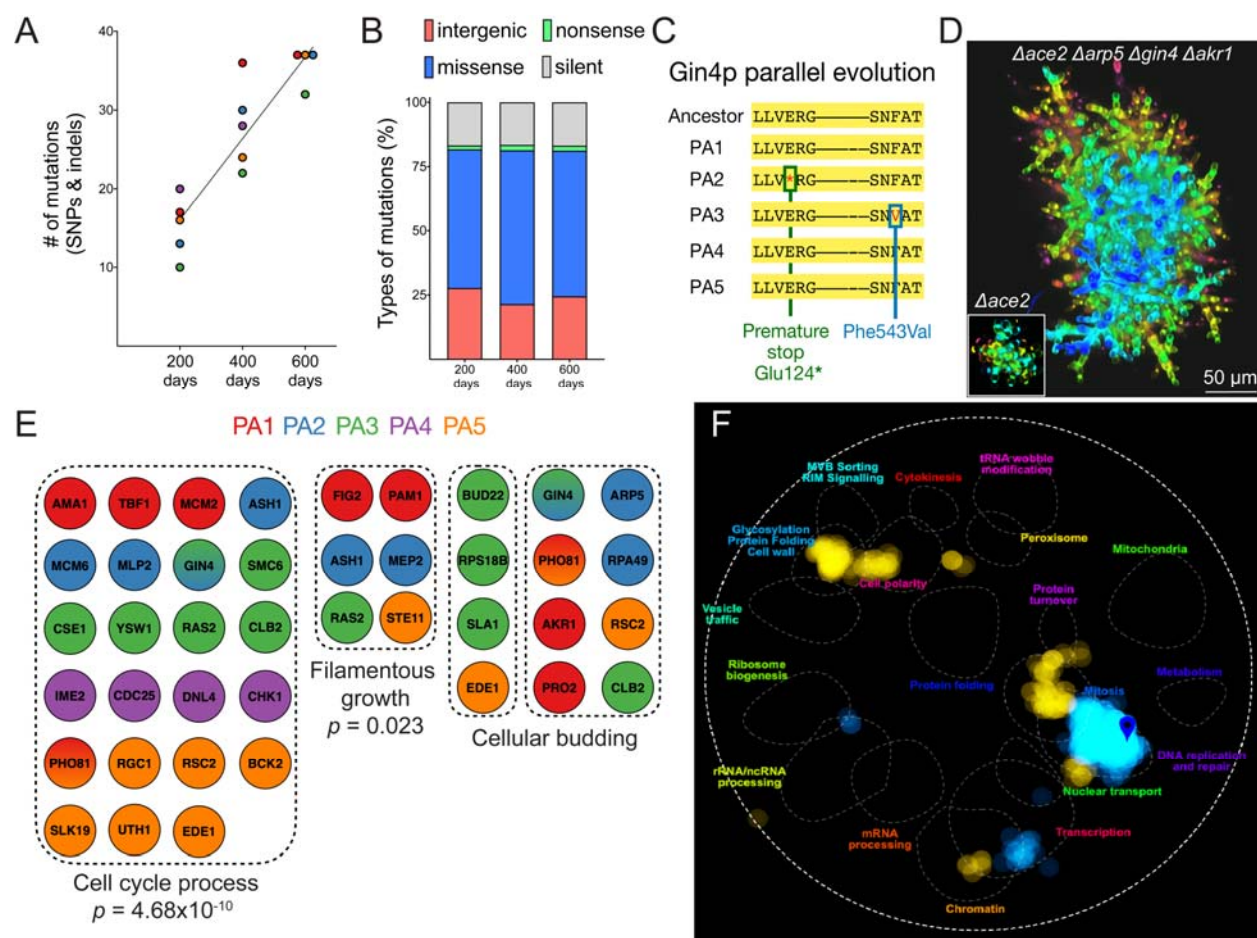 A
# of mutations
(SNPs & indels)
40
30
20
10
200
days
400
days
600
days
B
intergenic
nonsense
missense
silent
Types of mutations (%)
100
75
50
25
200
days
400
days
600
days
C
Gin4p parallel evolution
Ancestor LLVERG———---—SNFAT
PA1 LLVERG———---—SNFAT
PA2 LLV*RG———---—SNFAT
PA3 LLVERG———---—SNVAT
PA4 LLVERG———---—SNFAT
PA5 LLVERG———---—SNFAT
Premature
stop
Glu124*
Phe543Val
D
Δace2 Δarp5 Δgin4 Δakr1
Δace2
50 µm
E
PA1 PA2 PA3 PA4 PA5
AMA1 TBF1 MCM2 ASH1
MCM6 MLP2 GIN4 SMC6
CSE1 YSW1 RAS2 CLB2
IME2 CDC25 DNL4 CHK1
PHO81 RGC1 RSC2 BCK2
SLK19 UTH1 EDE1
Cell cycle process
p = 4.68x10⁻¹⁰
FIG2 PAM1
ASH1 MEP2
RAS2 STE11
Filamentous
growth
p = 0.023
BUD22
RPS18B
SLA1
EDE1
GIN4 ARP5
PHO81 RPA49
AKR1 RSC2
PRO2 CLB2
Cellular budding
F
MVB Sorting
RIM Signalling
Cytokinesis
tRNA wobble
modification
Glycosylation
Protein Folding
Cell wall
Peroxisome
Mitochondria
Cell polarity
Protein
turnover
Vesicle
traffic
Ribosome
biogenesis
Protein folding
Metabolism
Mitosis
DNA replication
and repair
rRNA/ncRNA
processing
Nuclear transport
mRNA
processing
Transcription
Chromatin